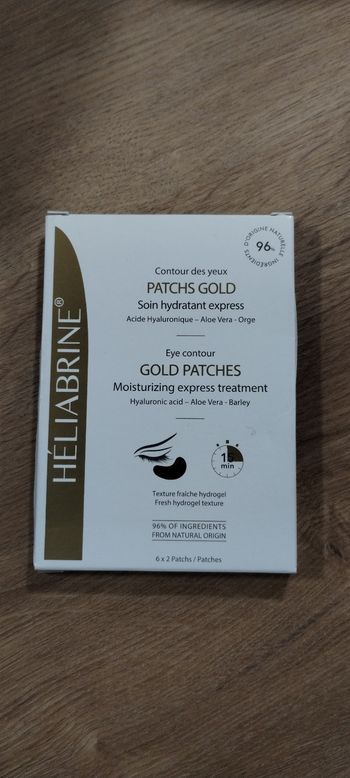 HÉLIABRINE®
96%
D'ORIGINE NATURELLE INGREDIENTS
Contour des yeux
PATCHS GOLD
Soin hydratant express
Acide Hyaluronique – Aloe Vera - Orge
Eye contour
GOLD PATCHES
Moisturizing express treatment
Hyaluronic acid – Aloe Vera - Barley
15
min
Texture fraîche hydrogel
Fresh hydrogel texture
96% OF INGREDIENTS
FROM NATURAL ORIGIN
6 x 2 Patchs / Patches